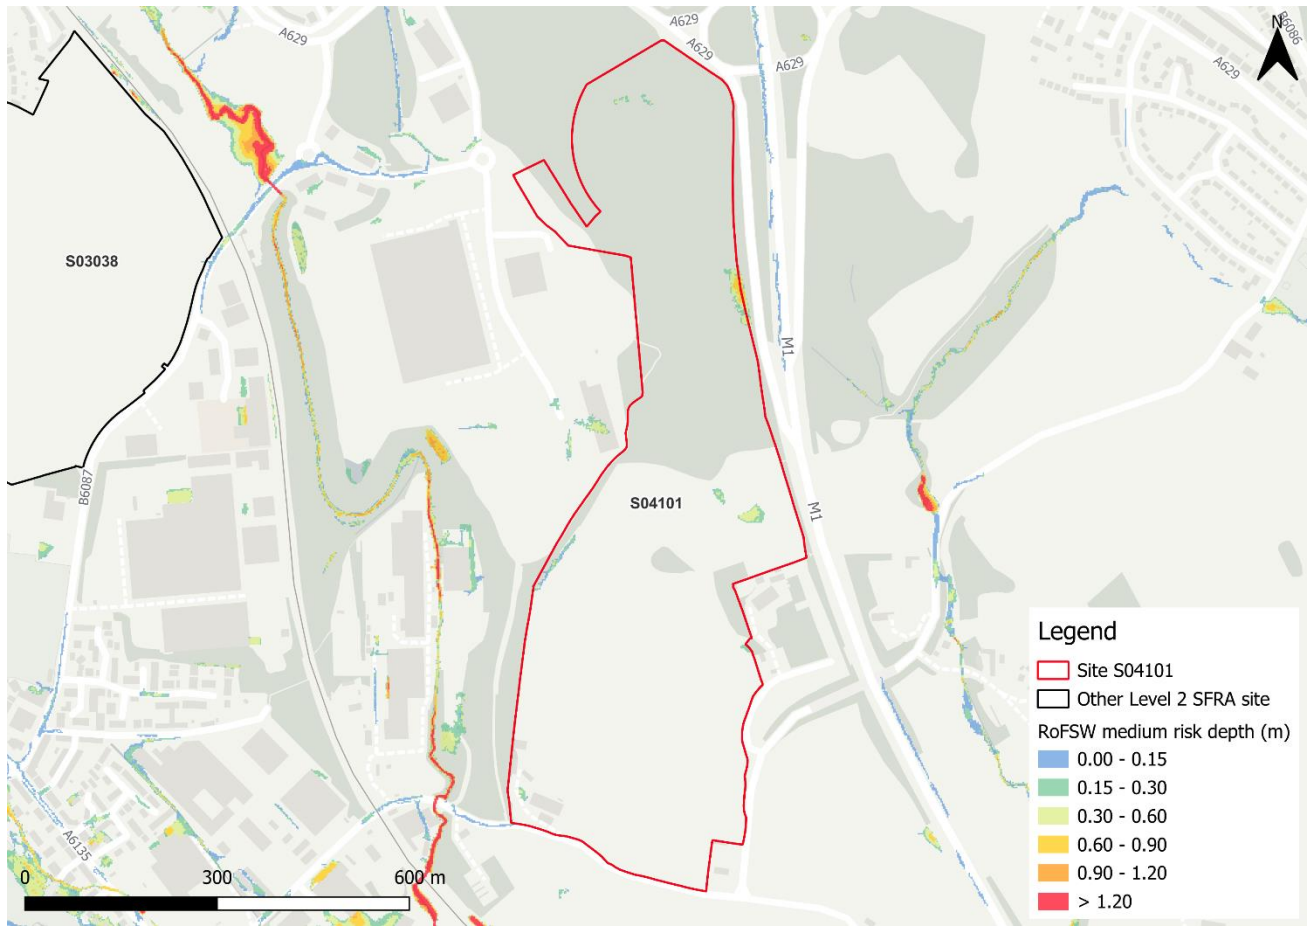 A629
A629
A629
A629
B6086
A629
N
S03038
M1
B6087
S04101
M1
A6135
0 300 600 m
Legend
Site S04101
Other Level 2 SFRA site
RoFSW medium risk depth (m)
0.00 - 0.15
0.15 - 0.30
0.30 - 0.60
0.60 - 0.90
0.90 - 1.20
> 1.20